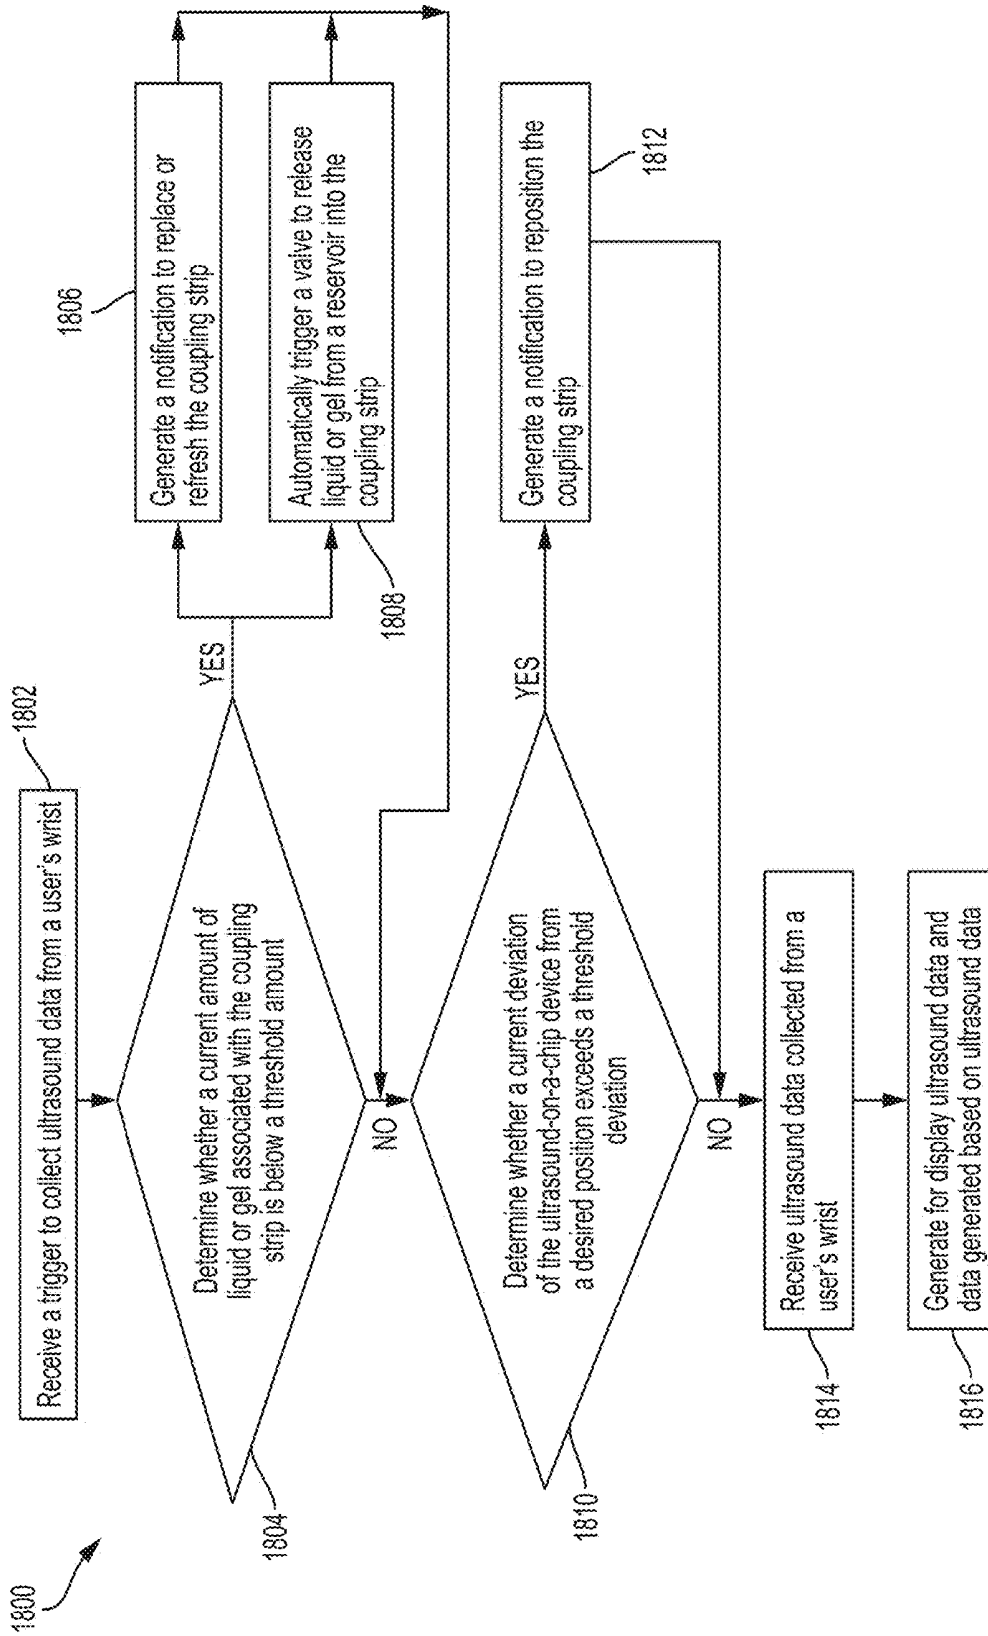 1800
Receive a trigger to collect ultrasound data from a user's wrist
1802
Determine whether a current amount of
liquid or gel associated with the coupling
strip is below a threshold amount
1804
YES
NO
Generate a notification to replace or
refresh the coupling strip
1806
Automatically trigger a valve to release
liquid or gel from a reservoir into the
coupling strip
1808
Determine whether a current deviation
of the ultrasound-on-a-chip device from
a desired position exceeds a threshold
deviation
1810
YES
NO
Generate a notification to reposition the
coupling strip
1812
Receive ultrasound data collected from a
user's wrist
1814
Generate for display ultrasound data and
data generated based on ultrasound data
1816